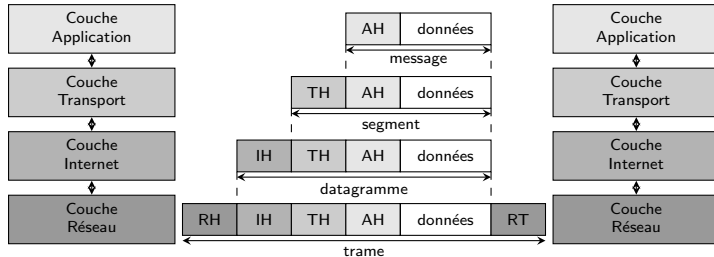 Couche
Application
AH données
message
Couche
Application
Couche
Transport
TH AH données
segment
Couche
Transport
Couche
Internet
IH TH AH données
datagramme
Couche
Internet
Couche
Réseau
RH IH TH AH données RT
trame
Couche
Réseau